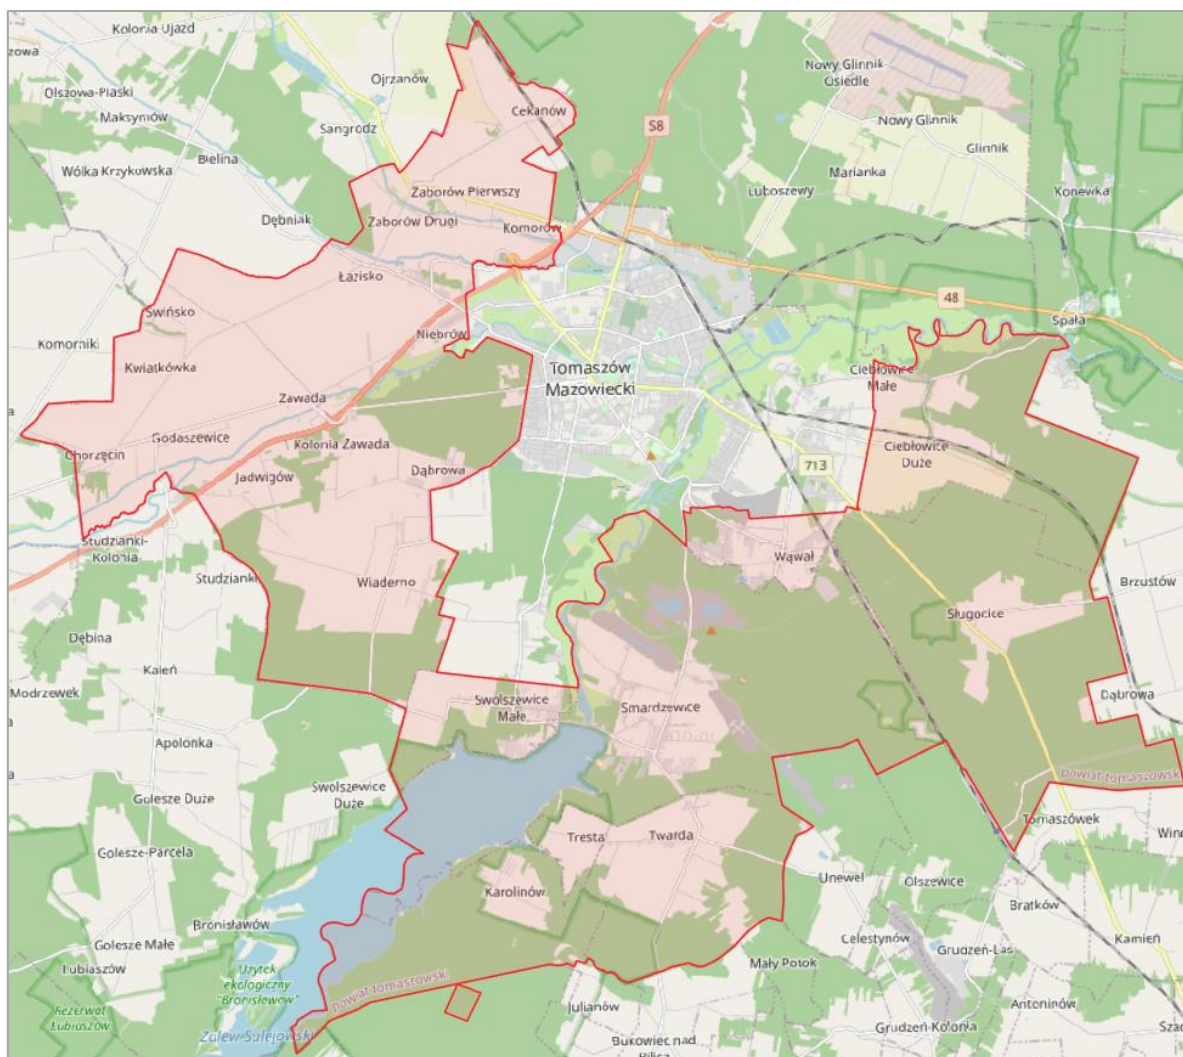 Kolonia Ujazd
zowa
Ojrzanów
Nowy Glinnik
Osiedle
Olszowa-Piaski
Maksymów
Cekanów
S8
Nowy Glinnik
Sangrodz
Glinnik
Bielina
Wólka Krzykowska
Marianka
Luboszewy
Konewka
Zaborów Pierwszy
Dębniak
Zaborów Drugi
Komorów
Łazisko
48
Swińsko
Spała
Niebrów
Komorniki
Kwiatkówka
Tomaszów
Mazowiecki
Ciebłowice
Małe
Zawada
a
Godaszewice
Kolonia Zawada
Ciebłowice
Duże
Chorzęcin
Dąbrowa
713
Jadwigów
Studzianki-
Kolonia
Wąwał
Studzianki
Wiaderno
Brzustów
Sługocice
Dębina
Kaleń
Modrzewek
Dąbrowa
Swolszewice
Małe
Smardzewice
a
Apolonka
a
powiat tomaszowski
Swolszewice
Duże
Golesze Duże
Tomaszówek
Tresta
Twarda
Golesze-Parcela
Unewel
Olszewice
Karolinów
Bratków
Bronisławów
Celestynów
Kamień
Golesze Małe
Grudzeń-Las
Mały Potok
Lubiaszów
Użytek
ekologiczny
"Bronisławów"
powiat tomaszowski
Antoninów
Rezerwat
Lubiaszów
Julianów
Grudzeń Kolonia
Zalew Sulejowski
Bukowiec nad